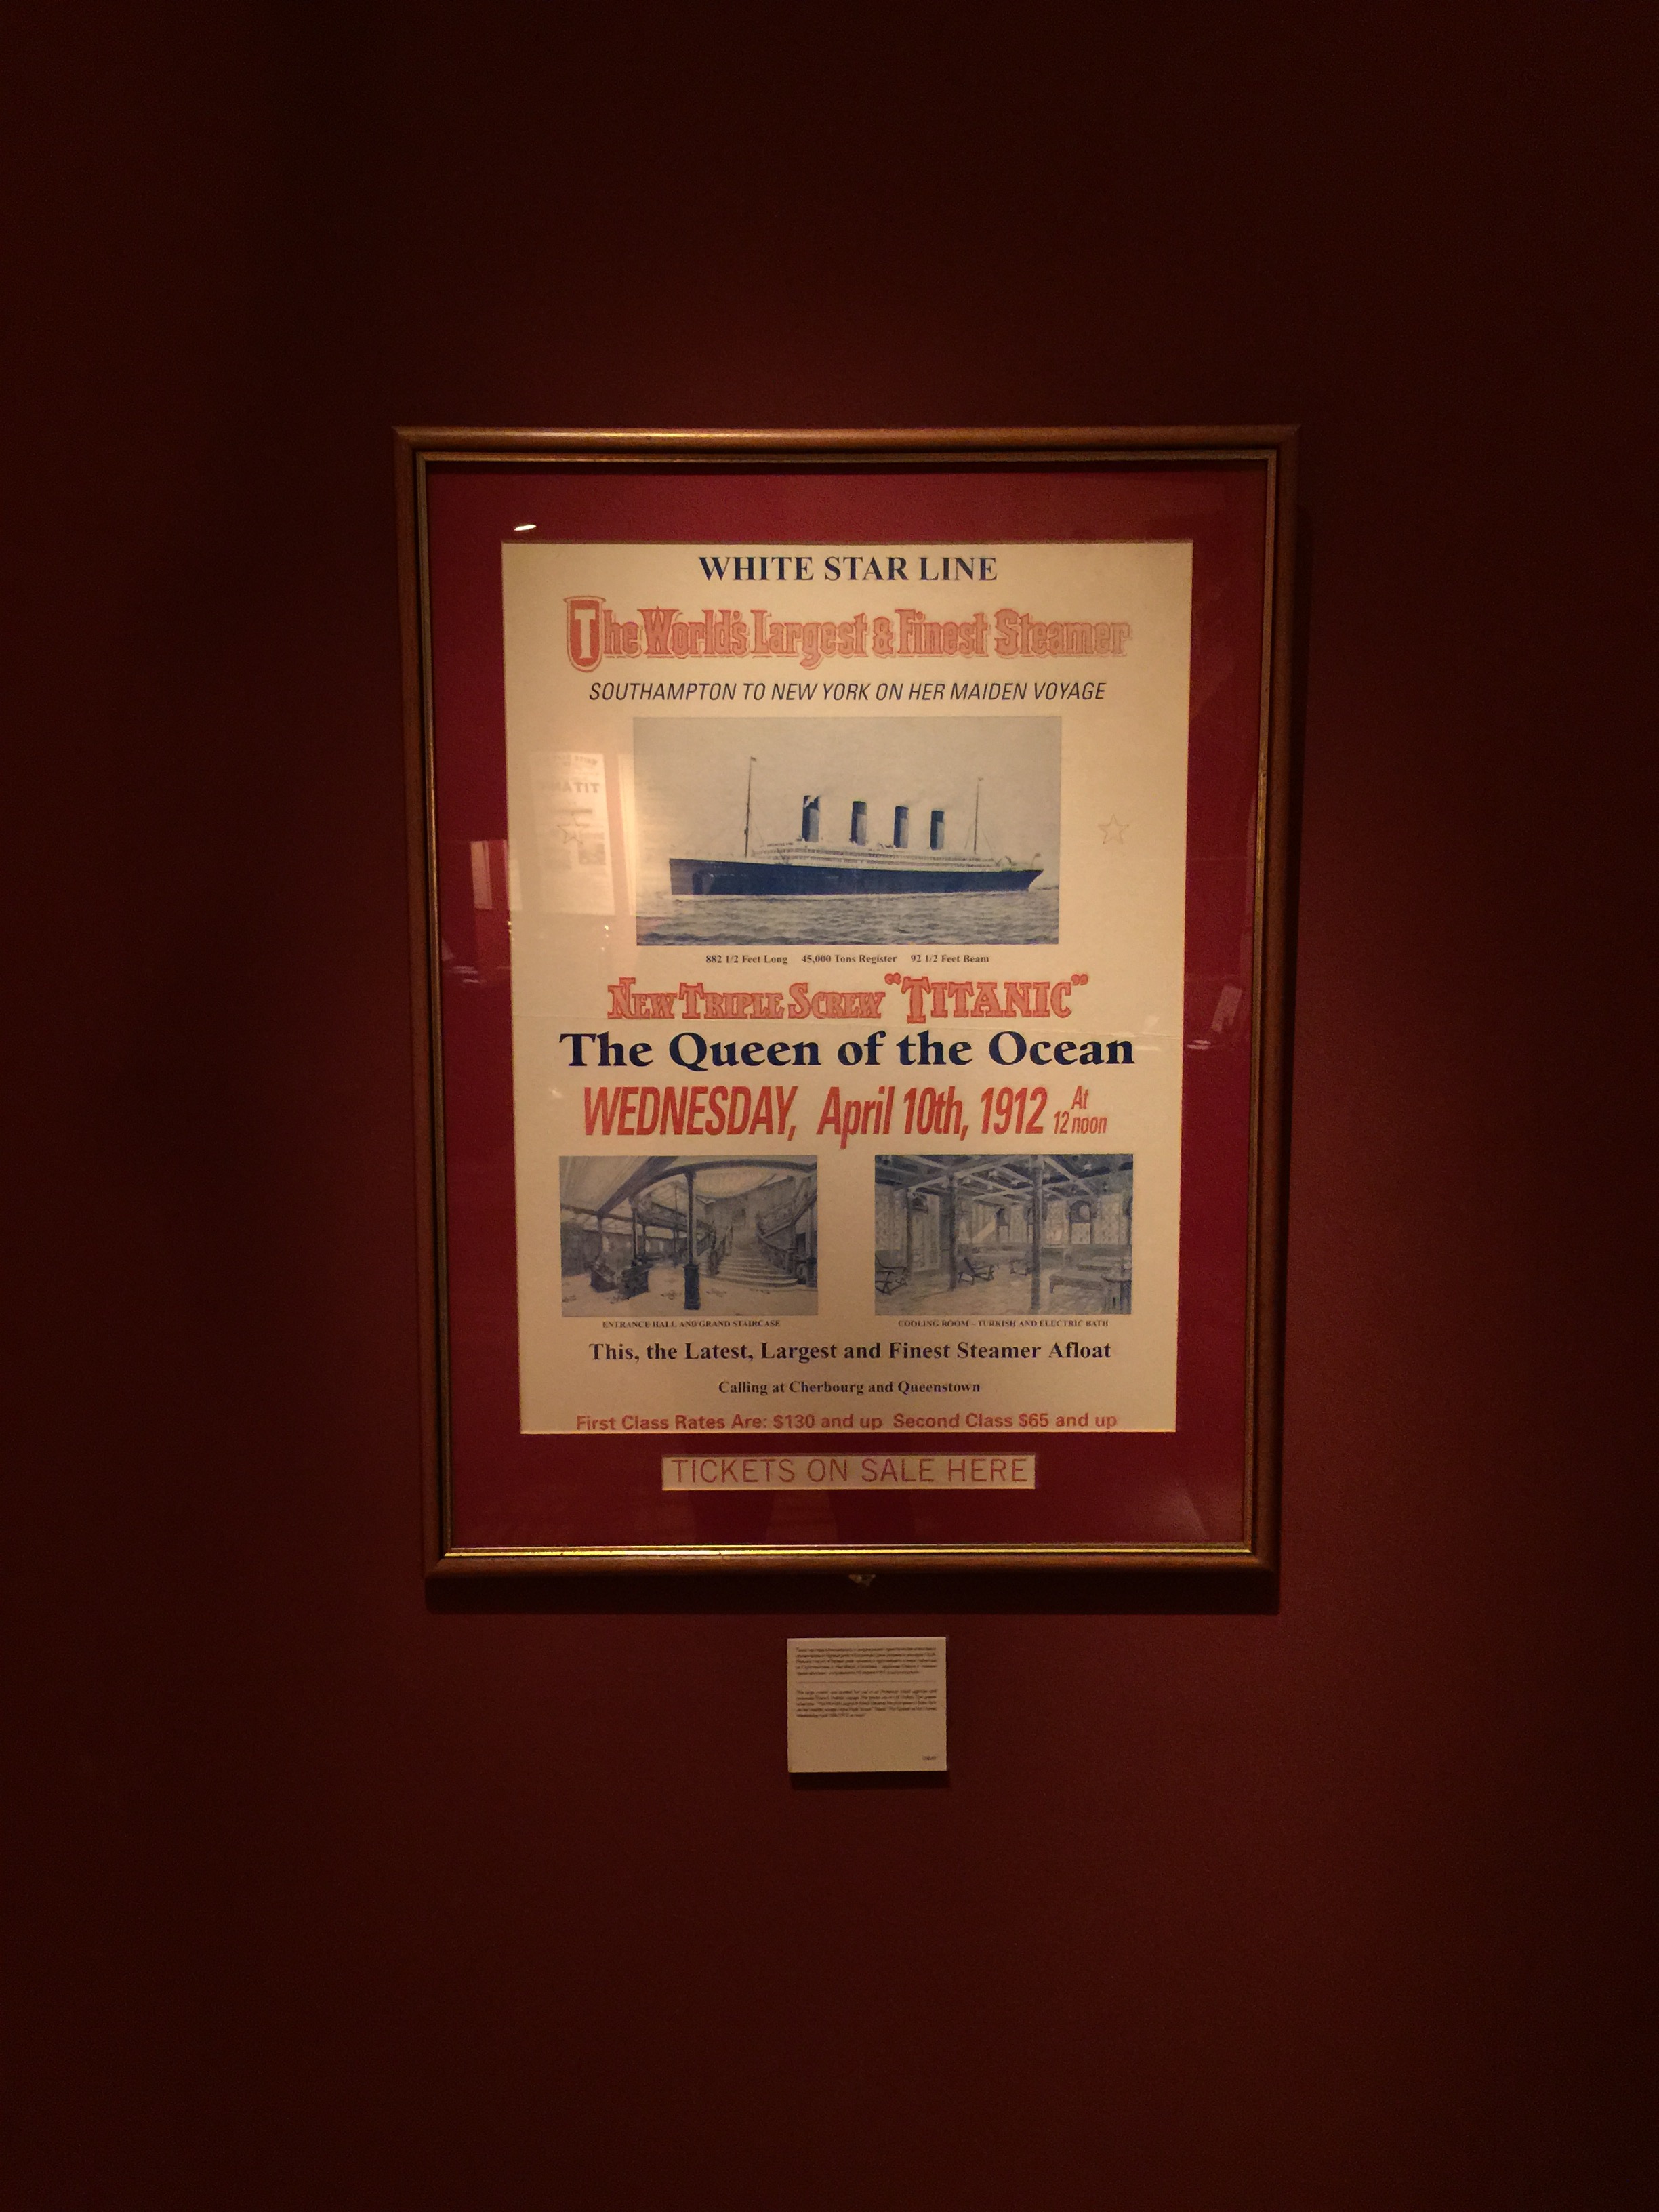 WHITE STAR LINE
The World's Largest & Finest Steamer
SOUTHAMPTON TO NEW YORK ON HER MAIDEN VOYAGE
882 1/2 Feet Long 45,000 Tons Register 92 1/2 Feet Beam
NEW TRIPLE SCREW "TITANIC"
The Queen of the Ocean
WEDNESDAY, April 10th, 1912 At 12 noon
ENTRANCE HALL AND GRAND STAIRCASE
COOLING ROOM - TURKISH AND ELECTRIC BATH
This, the Latest, Largest and Finest Steamer Afloat
Calling at Cherbourg and Queenstown
First Class Rates Are: $130 and up Second Class $65 and up
TICKETS ON SALE HERE